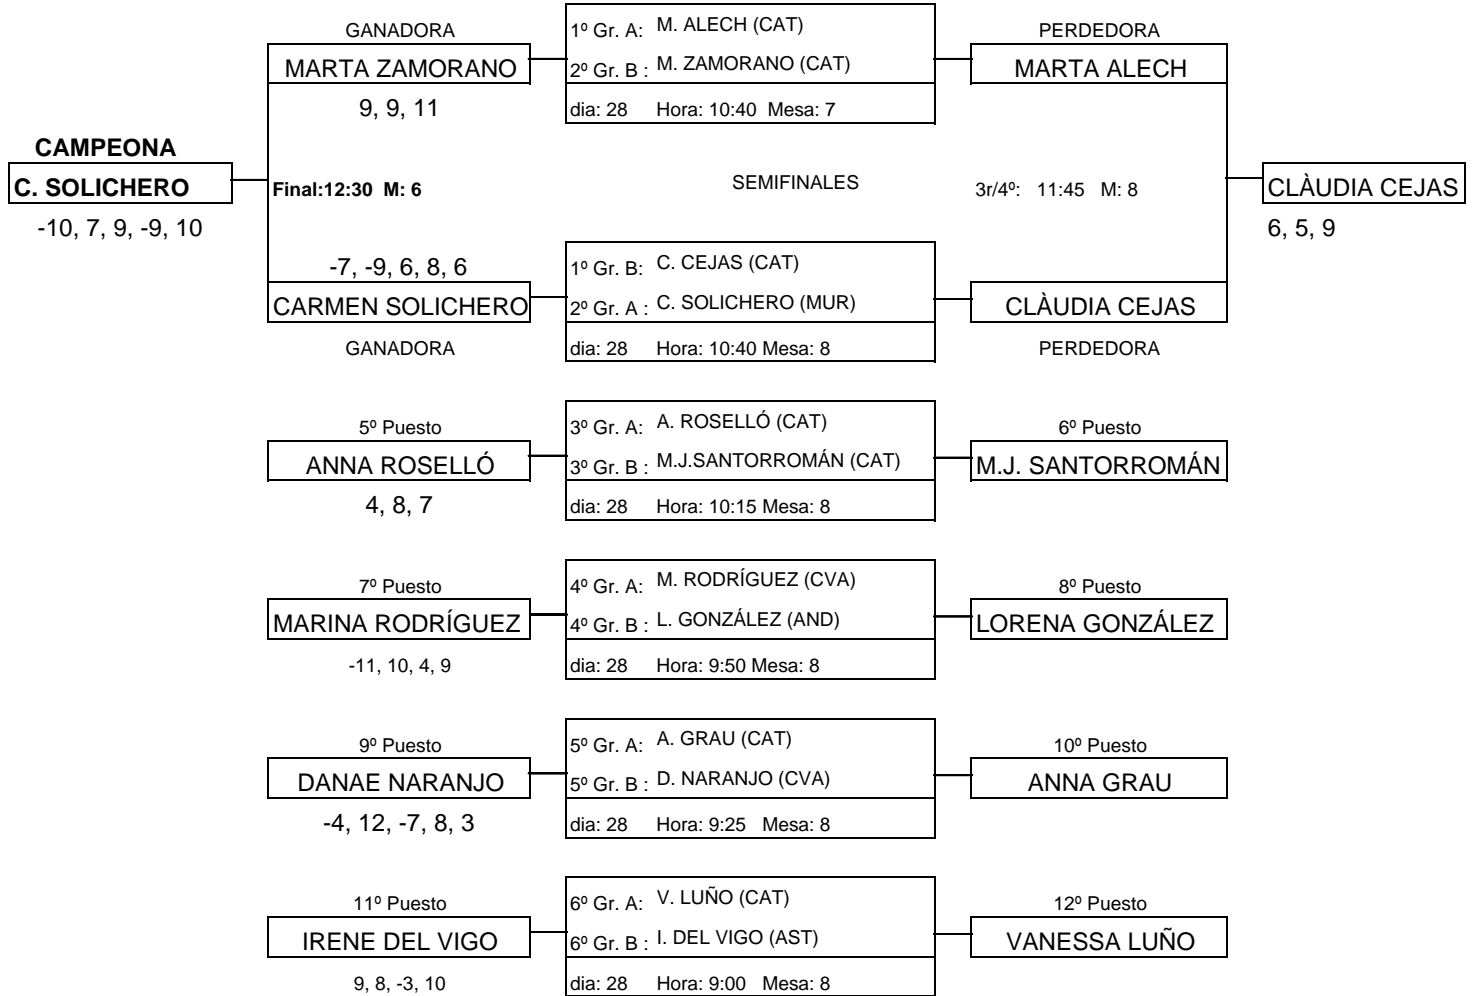 GANADORA
1º Gr. A: M. ALECH (CAT)
PERDEDORA
MARTA ZAMORANO
2º Gr. B : M. ZAMORANO (CAT)
MARTA ALECH
9, 9, 11
dia: 28 Hora: 10:40 Mesa: 7
CAMPEONA
C. SOLICHERO
Final:12:30 M: 6
SEMIFINALES
3r/4º: 11:45 M: 8
CLÀUDIA CEJAS
-10, 7, 9, -9, 10
6, 5, 9
-7, -9, 6, 8, 6
1º Gr. B: C. CEJAS (CAT)
CARMEN SOLICHERO
2º Gr. A : C. SOLICHERO (MUR)
CLÀUDIA CEJAS
GANADORA
dia: 28 Hora: 10:40 Mesa: 8
PERDEDORA
5º Puesto
3º Gr. A: A. ROSELLÓ (CAT)
6º Puesto
ANNA ROSELLÓ
3º Gr. B : M.J.SANTORROMÁN (CAT)
M.J. SANTORROMÁN
4, 8, 7
dia: 28 Hora: 10:15 Mesa: 8
7º Puesto
4º Gr. A: M. RODRÍGUEZ (CVA)
8º Puesto
MARINA RODRÍGUEZ
4º Gr. B : L. GONZÁLEZ (AND)
LORENA GONZÁLEZ
-11, 10, 4, 9
dia: 28 Hora: 9:50 Mesa: 8
9º Puesto
5º Gr. A: A. GRAU (CAT)
10º Puesto
DANAE NARANJO
5º Gr. B : D. NARANJO (CVA)
ANNA GRAU
-4, 12, -7, 8, 3
dia: 28 Hora: 9:25 Mesa: 8
11º Puesto
6º Gr. A: V. LUÑO (CAT)
12º Puesto
IRENE DEL VIGO
6º Gr. B : I. DEL VIGO (AST)
VANESSA LUÑO
9, 8, -3, 10
dia: 28 Hora: 9:00 Mesa: 8